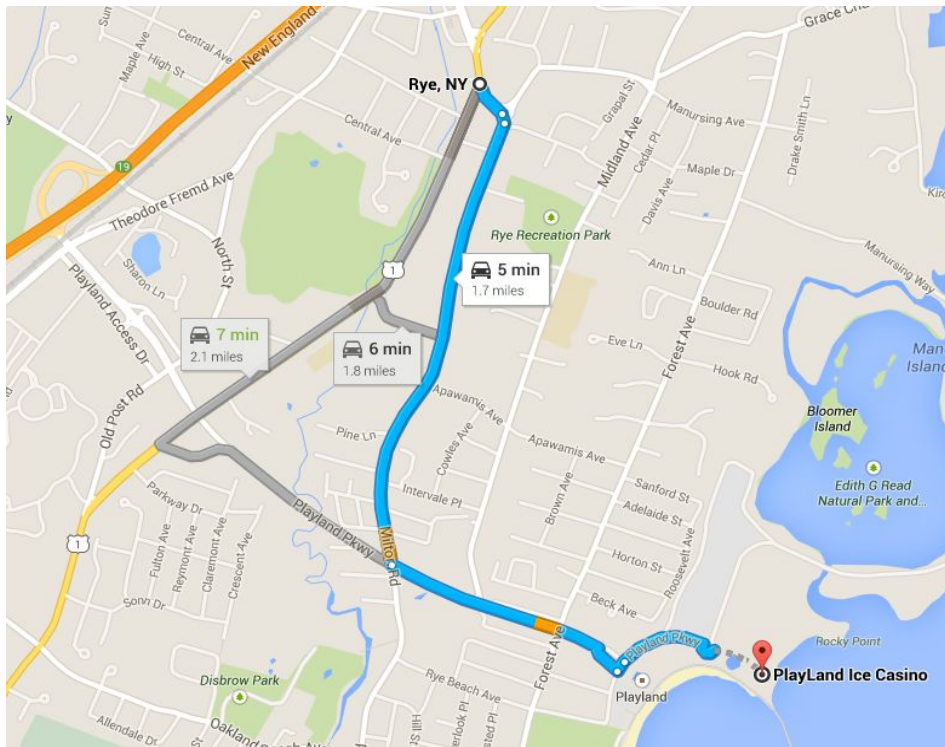 New England
Grace Chu
Maple Ave
Central Ave
High St
Rye, NY
Grapal St
Manursing Ave
Drake Smith Ln
Central Ave
Midland Ave
Cedar Pl
19
Maple Dr
Theodore Fremd Ave
Davis Ave
Rye Recreation Park
North St
Manursing Way
Sharon Ln
1
5 min
1.7 miles
Ann Ln
Playland Access Dr
Boulder Rd
7 min
2.1 miles
6 min
1.8 miles
Forest Ave
Eve Ln
Man
Island
Hook Rd
Old Post Rd
Apawamis Ave
Bloomer
Island
Pine Ln
Cowles Ave
Apawamis Ave
Edith G Read
Natural Park and...
Parkway Dr
Intervale Pl
Brown Ave
Sanford St
Adelaide St
Playland Pkwy
1
Fulton Ave
Reymont Ave
Claremont Ave
Crescent Ave
Milton Rd
Horton St
Roosevelt Ave
Sonn Dr
Beck Ave
Playland Pkwy
Rocky Point
Forest Ave
PlayLand Ice Casino
Disbrow Park
Rye Beach Ave
Playland
Allendale Dr